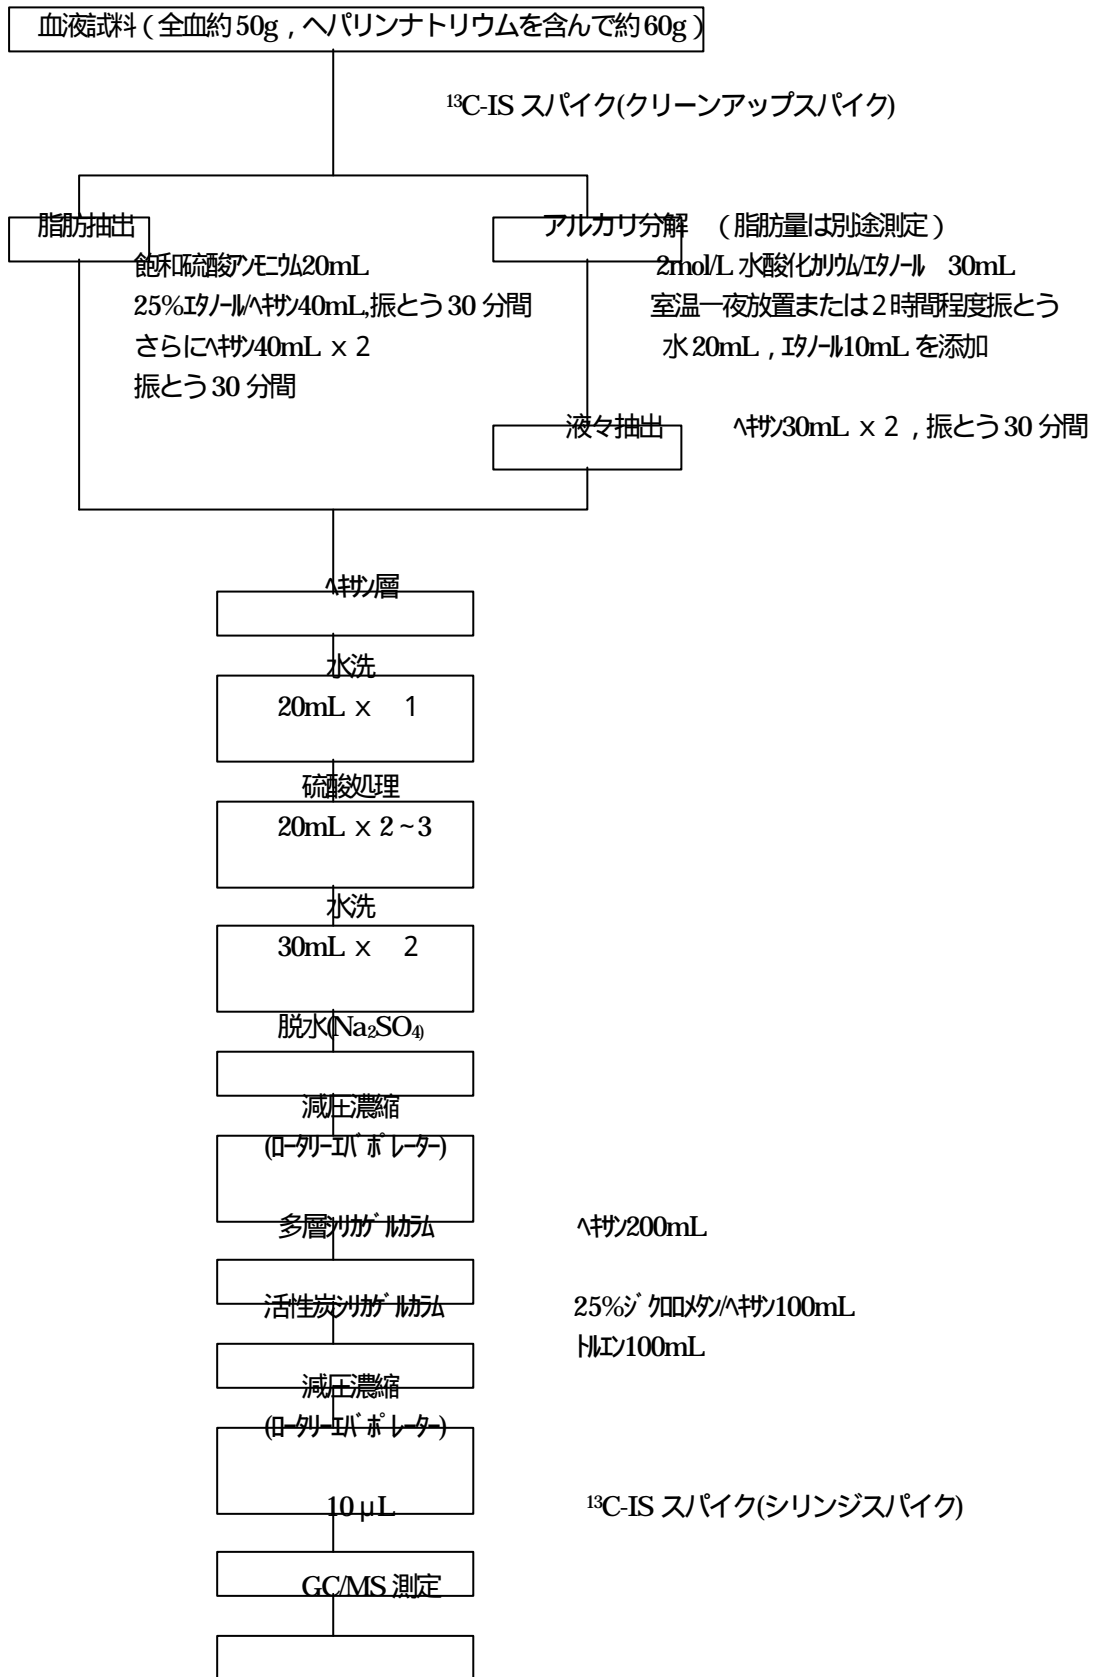 血液試料（全血約50g，ヘパリンナトリウムを含んで約60g）
¹³C-IS スパイク(クリーンアップスパイク)
脂肪抽出
飽和硫酸ｱﾝﾓﾆｳﾑ20mL
25%ｴﾀﾉｰﾙ/ﾍｷｻﾝ40mL,振とう30分間
さらにﾍｷｻﾝ40mL × 2
振とう30分間
アルカリ分解　（脂肪量は別途測定）
2mol/L 水酸化ｶﾘｳﾑ/ｴﾀﾉｰﾙ　30mL
室温一夜放置または2時間程度振とう
水20mL，ｴﾀﾉｰﾙ10mL を添加
液々抽出　ﾍｷｻﾝ30mL × 2，振とう30分間
ﾍｷｻﾝ層
水洗
20mL ×　1
硫酸処理
20mL × 2~3
水洗
30mL ×　2
脱水(Na₂SO₄)
減圧濃縮
(ﾛｰﾀﾘｰｴﾊﾞﾎﾟﾚｰﾀｰ)
多層ｼﾘｶｹﾞﾙｶﾗﾑ　ﾍｷｻﾝ200mL
活性炭ｼﾘｶｹﾞﾙｶﾗﾑ　25%ｼﾞｸﾛﾛﾒﾀﾝ/ﾍｷｻﾝ100mL
ﾄﾙｴﾝ100mL
減圧濃縮
(ﾛｰﾀﾘｰｴﾊﾞﾎﾟﾚｰﾀｰ)
10μL　¹³C-IS スパイク(シリンジスパイク)
GC/MS 測定